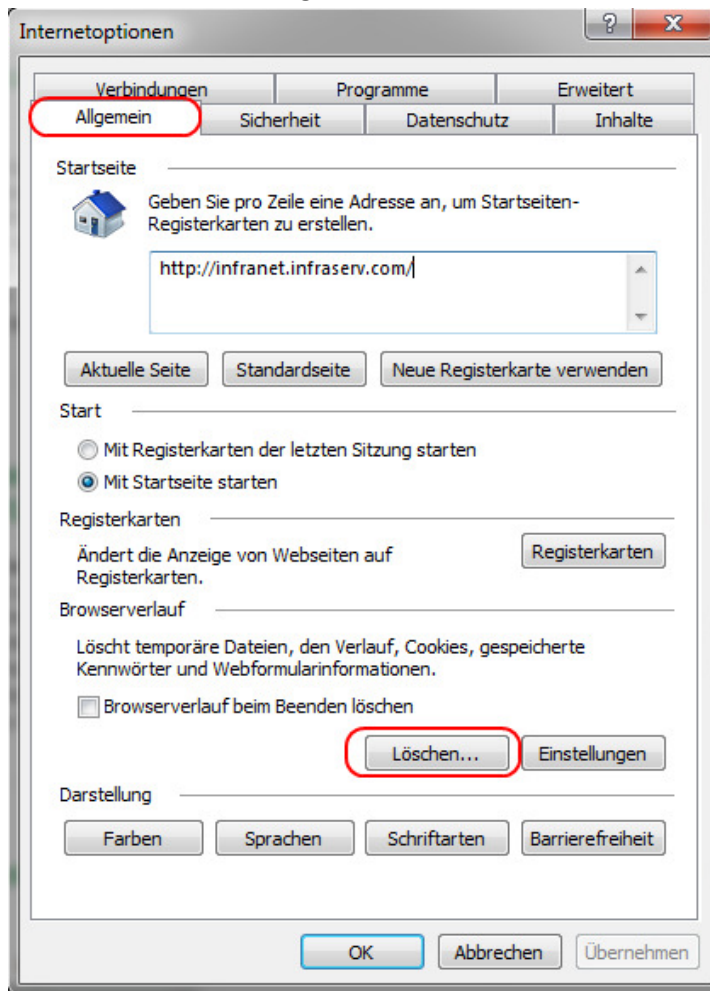 Internetoptionen
Verbindungen Programme Erweitert
Allgemein Sicherheit Datenschutz Inhalte
Startseite
Geben Sie pro Zeile eine Adresse an, um Startseiten-
Registerkarten zu erstellen.
http://infranet.infraserv.com/
Aktuelle Seite Standardseite Neue Registerkarte verwenden
Start
Mit Registerkarten der letzten Sitzung starten
Mit Startseite starten
Registerkarten
Ändert die Anzeige von Webseiten auf
Registerkarten.
Registerkarten
Browserverlauf
Löscht temporäre Dateien, den Verlauf, Cookies, gespeicherte
Kennwörter und Webformularinformationen.
Browserverlauf beim Beenden löschen
Löschen... Einstellungen
Darstellung
Farben Sprachen Schriftarten Barrierefreiheit
OK Abbrechen Übernehmen